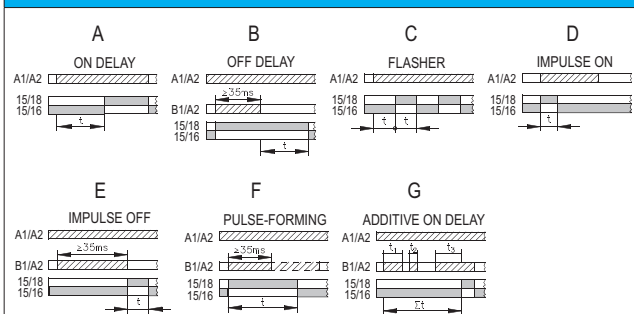 A
ON DELAY
A1/A2
15/18
15/16
t
B
OFF DELAY
A1/A2
≥35ms
B1/A2
15/18
15/16
t
C
FLASHER
A1/A2
15/18
15/16
t t
D
IMPULSE ON
A1/A2
15/18
15/16
t
E
IMPULSE OFF
A1/A2
≥35ms
B1/A2
15/18
15/16
t
F
PULSE-FORMING
A1/A2
≥35ms
B1/A2
15/18
15/16
t
G
ADDITIVE ON DELAY
A1/A2
t₁ t₂ t₃
B1/A2
15/18
15/16
Σt